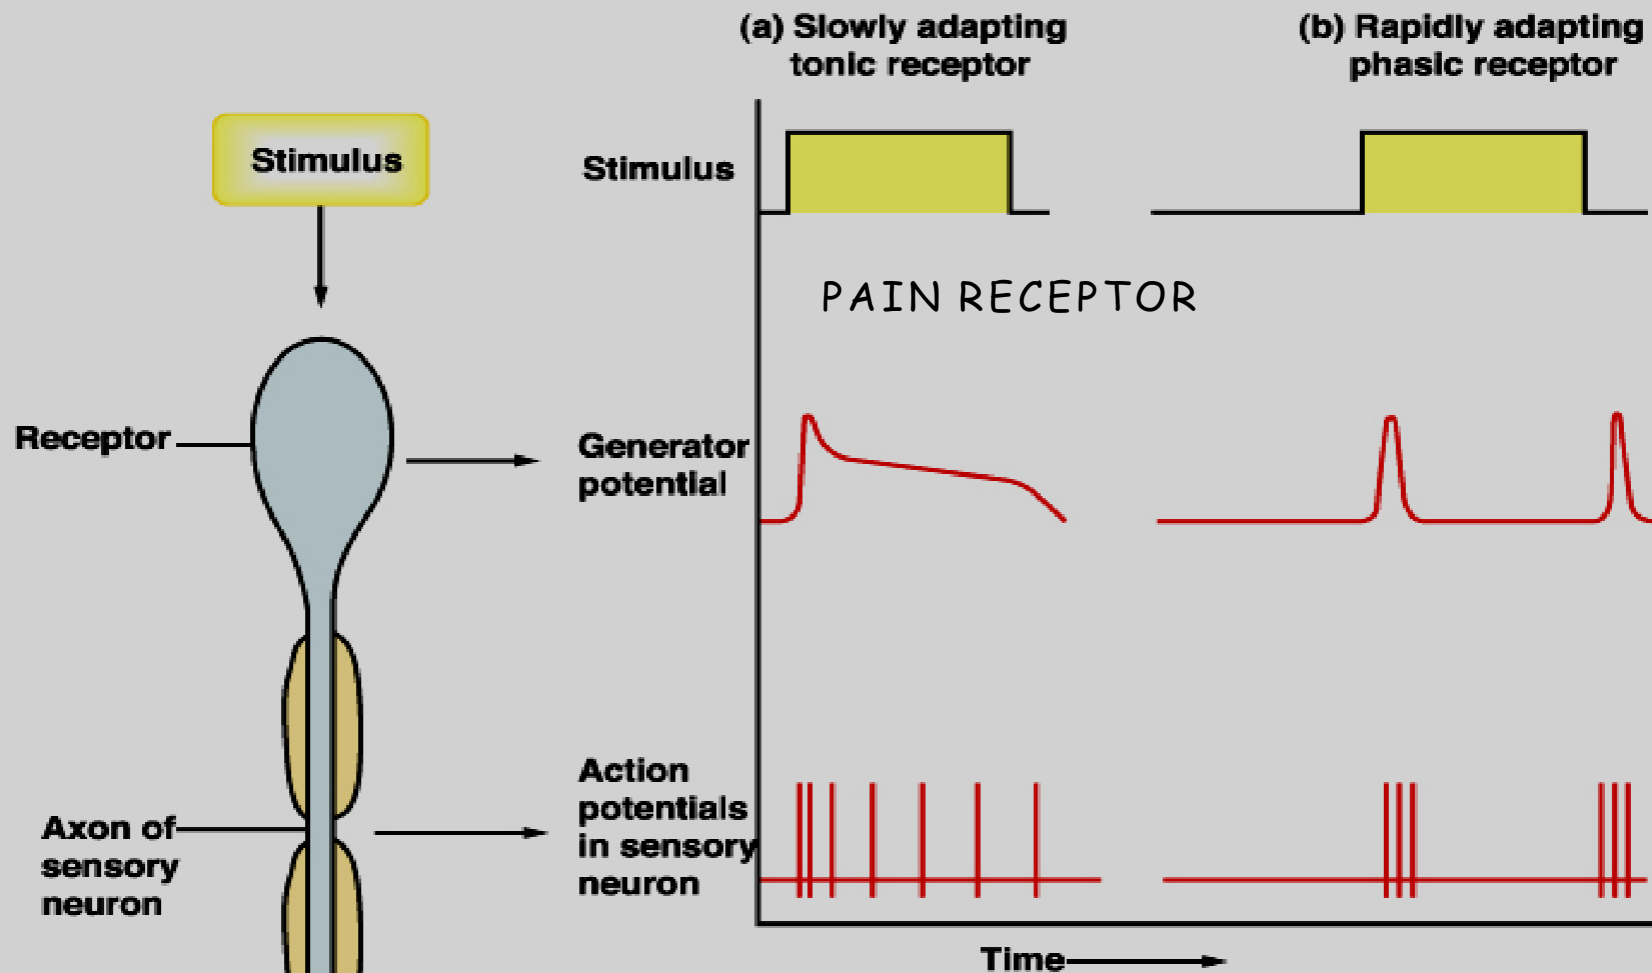 (a) Slowly adapting
tonic receptor
(b) Rapidly adapting
phasic receptor
Stimulus
Stimulus
PAIN RECEPTOR
Receptor
Generator
potential
Action
potentials
in sensory
neuron
Axon of
sensory
neuron
Time